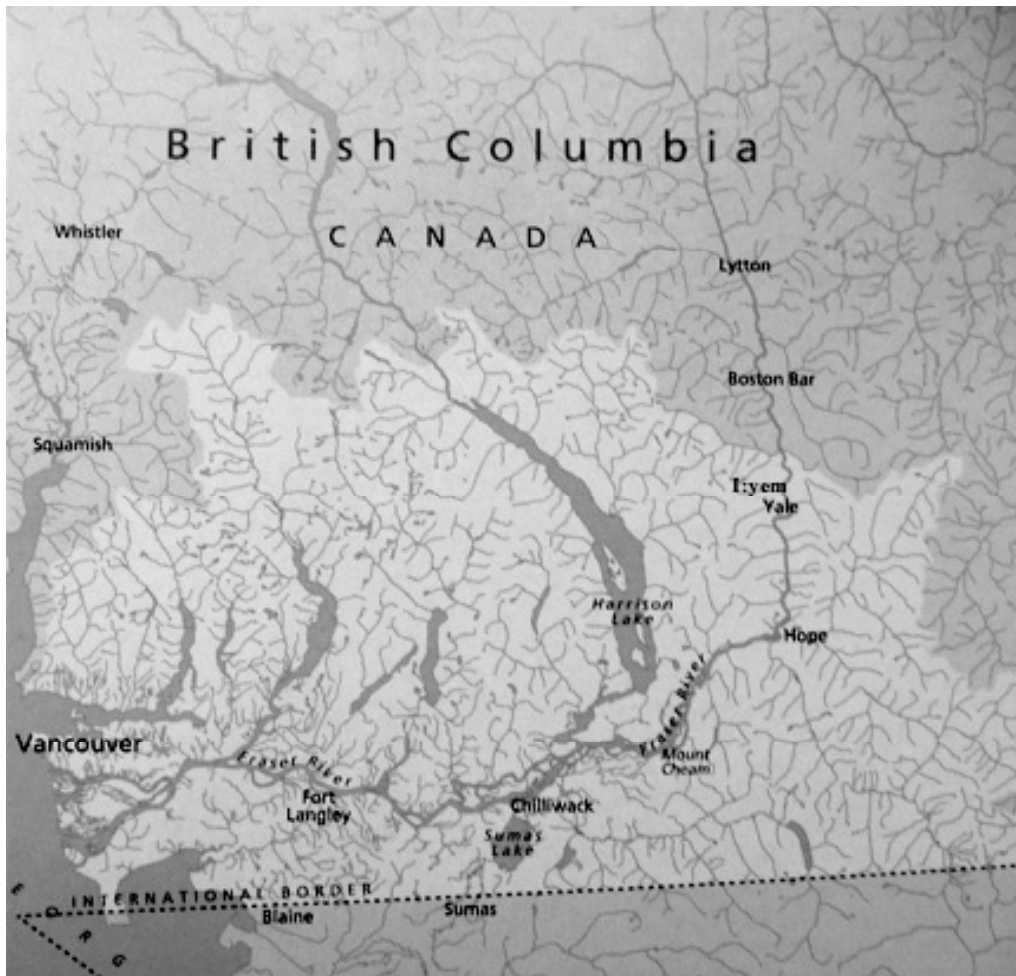 British Columbia
CANADA
Whistler
Lytton
Boston Bar
Squamish
I:yem
Yale
Harrison
Lake
Hope
Fraser River
Mount
Cheam
Vancouver
Fraser River
Fort
Langley
Chilliwack
Sumas
Lake
INTERNATIONAL BORDER
Blaine
Sumas
E O R G